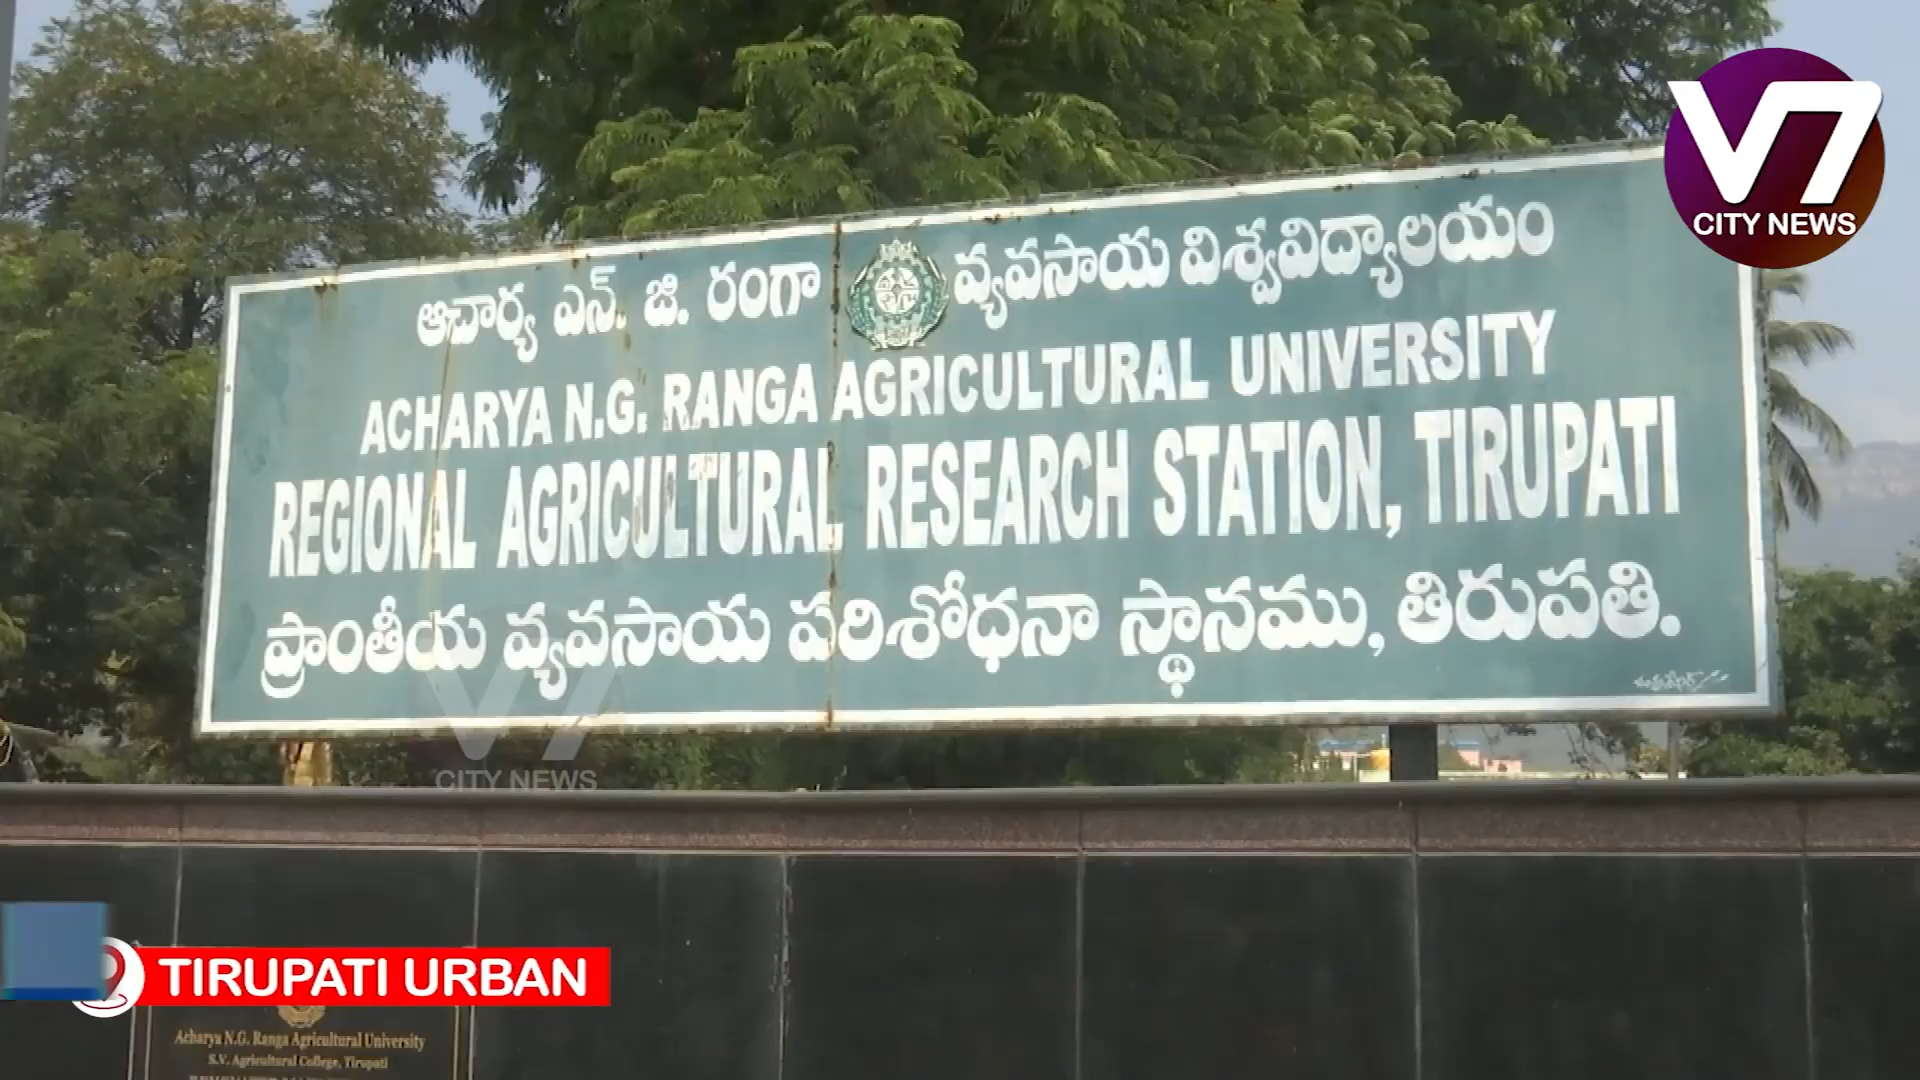 V7
CITY NEWS
ఆచార్య ఎన్. జి. రంగా వ్యవసాయ విశ్వవిద్యాలయం
ACHARYA N.G. RANGA AGRICULTURAL UNIVERSITY
REGIONAL AGRICULTURAL RESEARCH STATION, TIRUPATI
ప్రాంతీయ వ్యవసాయ పరిశోధనా స్థానము, తిరుపతి.
V7
CITY NEWS
TIRUPATI URBAN
Acharya N.G. Ranga Agricultural University
S.V. Agricultural College, Tirupati